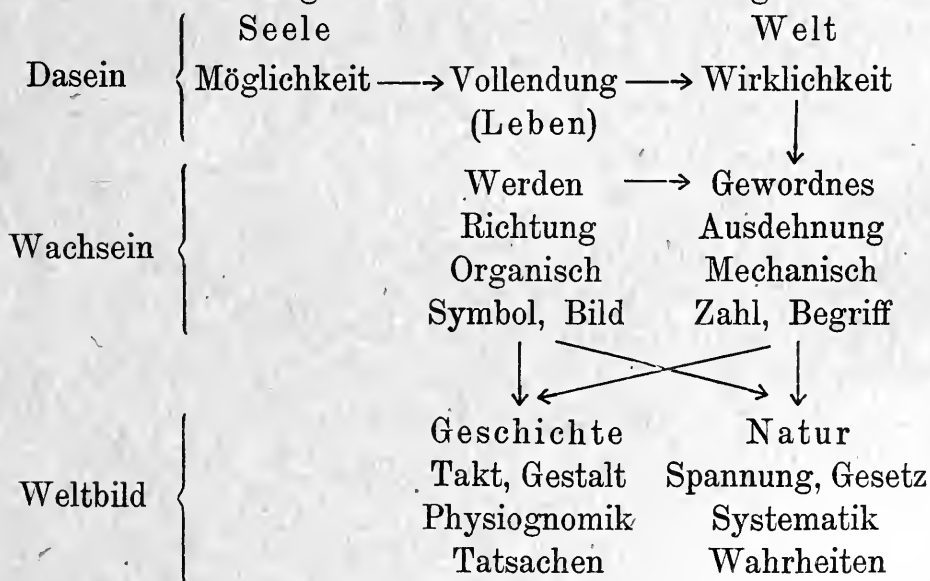 Seele Welt
Dasein Möglichkeit → Vollendung → Wirklichkeit
(Leben)
Werden → Gewordnes
Richtung Ausdehnung
Wachsein
Organisch Mechanisch
Symbol, Bild Zahl, Begriff
Geschichte Natur
Takt, Gestalt Spannung, Gesetz
Weltbild
Physiognomik Systematik
Tatsachen Wahrheiten